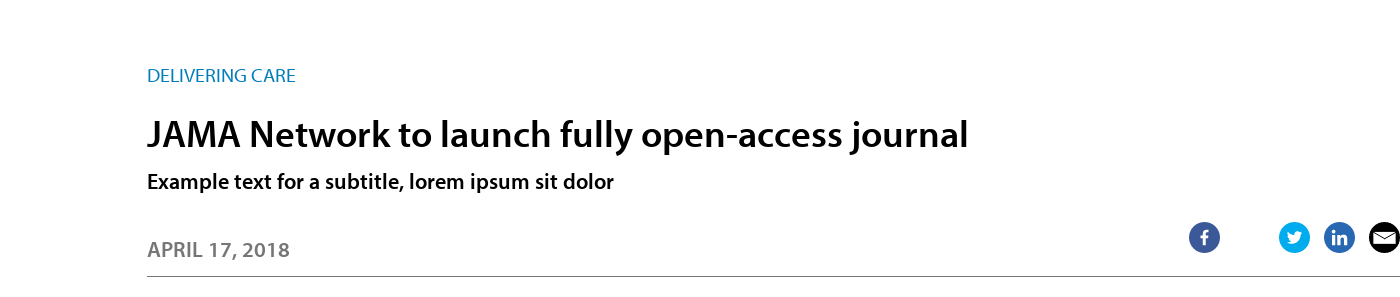 DELIVERING CARE
JAMA Network to launch fully open-access journal
Example text for a subtitle, lorem ipsum sit dolor
APRIL 17, 2018